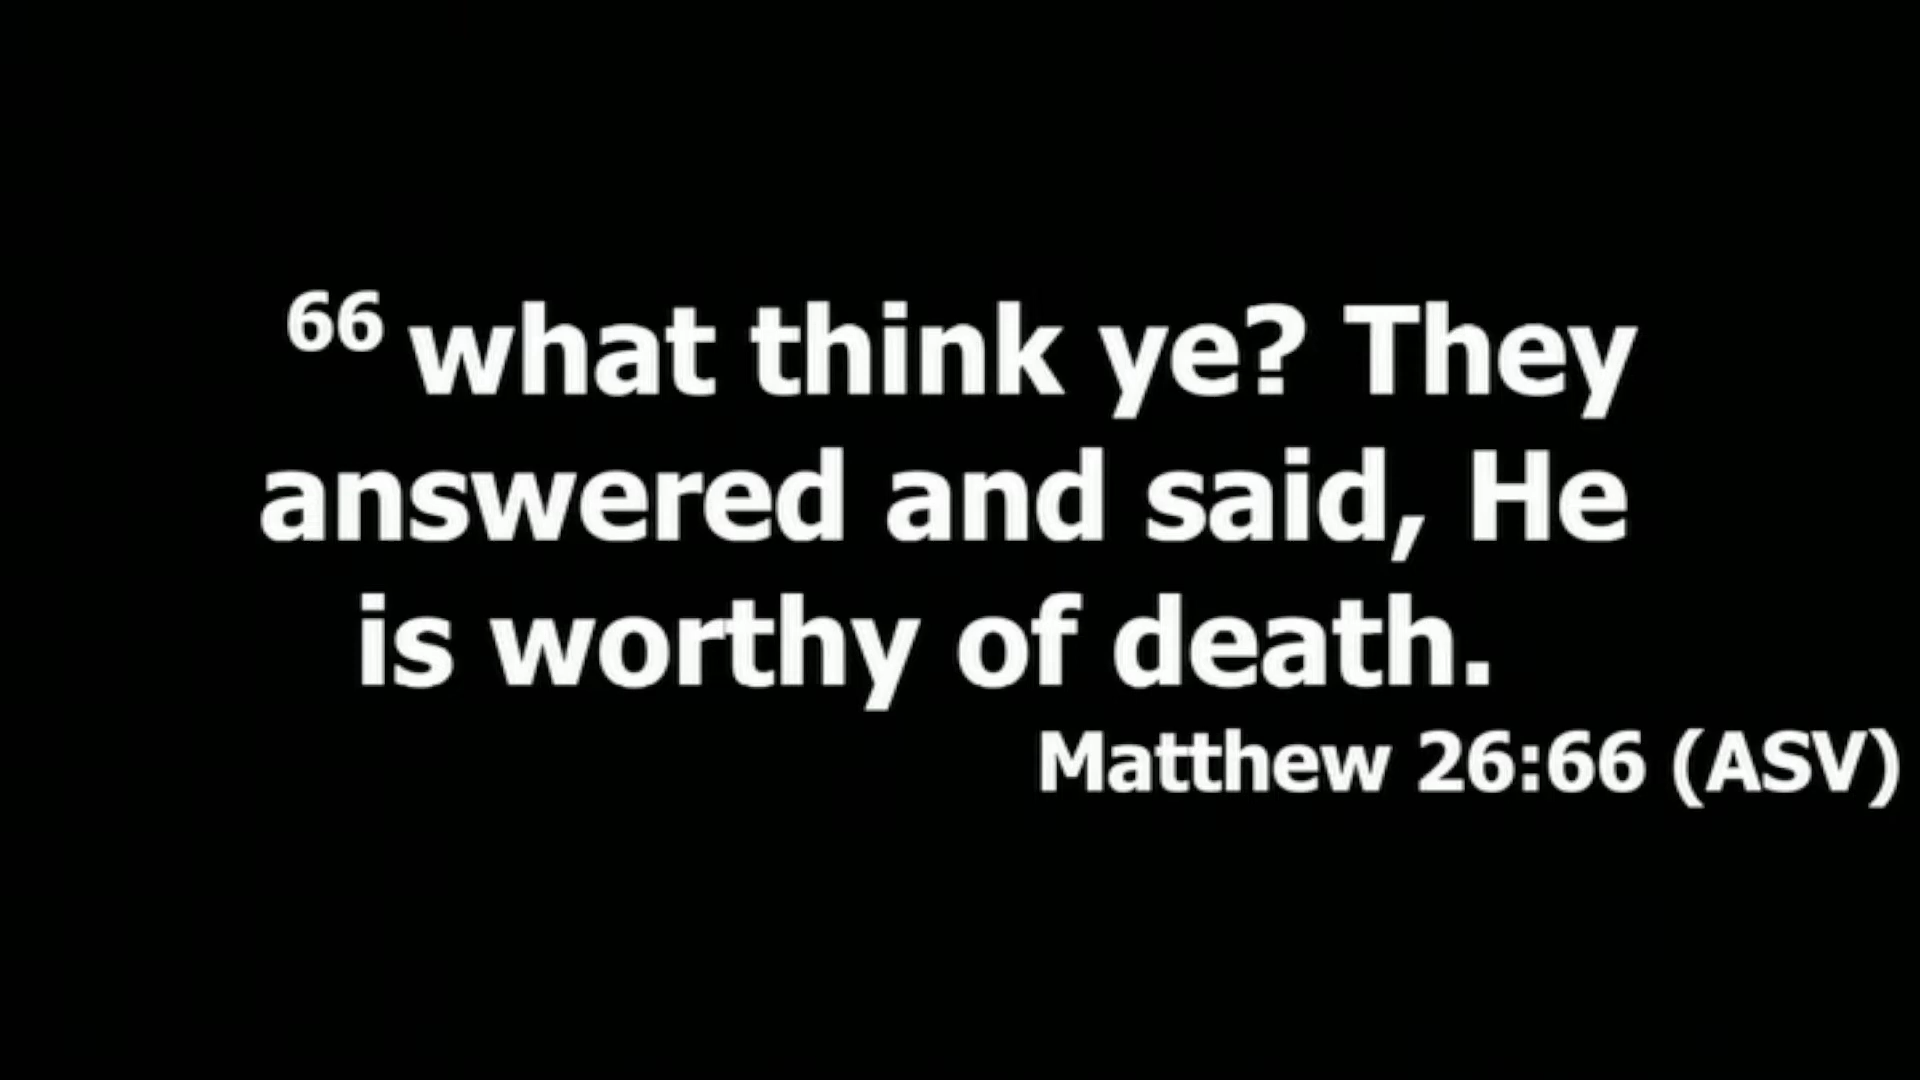 66 what think ye? They
answered and said, He
is worthy of death.
Matthew 26:66 (ASV)